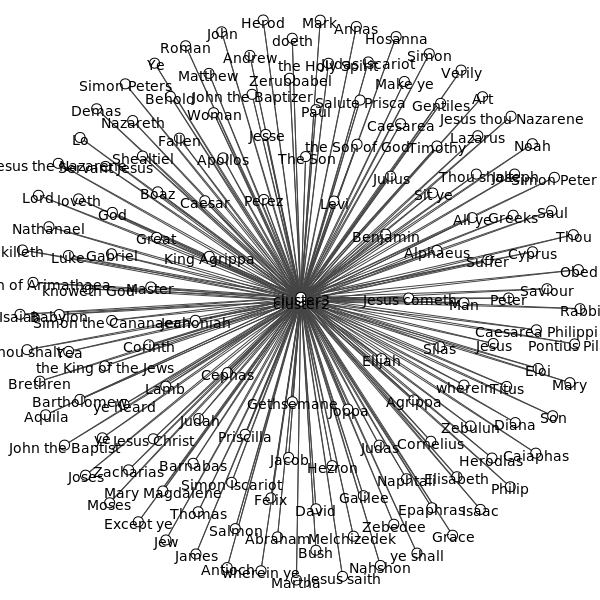 Herod
Mark
Annas
John
doeth
Hosanna
Roman
Andrew
Simon
Ye
the Holy Spirit
Judas Iscariot
Matthew
Verily
Zerubbabel
Simon Peters
Make ye
Behold
John the Baptizer
Salute Prisca
Art
Gentiles
Demas
Woman
Paul
Jesus thou Nazarene
Nazareth
Caesarea
Lo
Fallen
Jesse
the Son of God
Timothy
Lazarus
Noah
Shealtiel
Apollos
The Son
esus the Nazarene
Servant Jesus
Julius
Thou shalt
Joseph
Simon Peter
Lord
loveth
Boaz
Caesar
Perez
Levi
Sit ye
God
All ye
Greeks
Saul
Nathanael
Great
Benjamin
Thou
killeth
Luke
Gabriel
King Agrippa
Alphaeus
Suffer
Cyprus
Obed
n of Arimathaea
knoweth God
Master
cluster3
cluster2
Jesus cometh
Man
Peter
Saviour
Rabbi
Isaiah
Babylon
Simon the Cananaean
Jeconiah
Caesarea Philippi
hou shalt
Yea
Corinth
Silas
Jesus
Pontius Pil
the King of the Jews
Cephas
Elijah
Eloi
Brethren
Lamb
wherein
Titus
Mary
Bartholomew
ye heard
Gethsemane
Joppa
Agrippa
Aquila
Judah
Zebulun
Diana
Son
John the Baptist
ye
Jesus Christ
Priscilla
Judas
Cornelius
Caiaphas
Joses
Zacharias
Barnabas
Jacob
Hezron
Herodias
Moses
Mary Magdalene
Simon Iscariot
Naphtali
Elisabeth
Philip
Except ye
Thomas
Felix
David
Galilee
Epaphras
Isaac
Jew
Salmon
Abraham
Melchizedek
Zebedee
Grace
James
Bush
ye shall
Antioch
wherein ye
Martha
Jesus saith
Nahshon